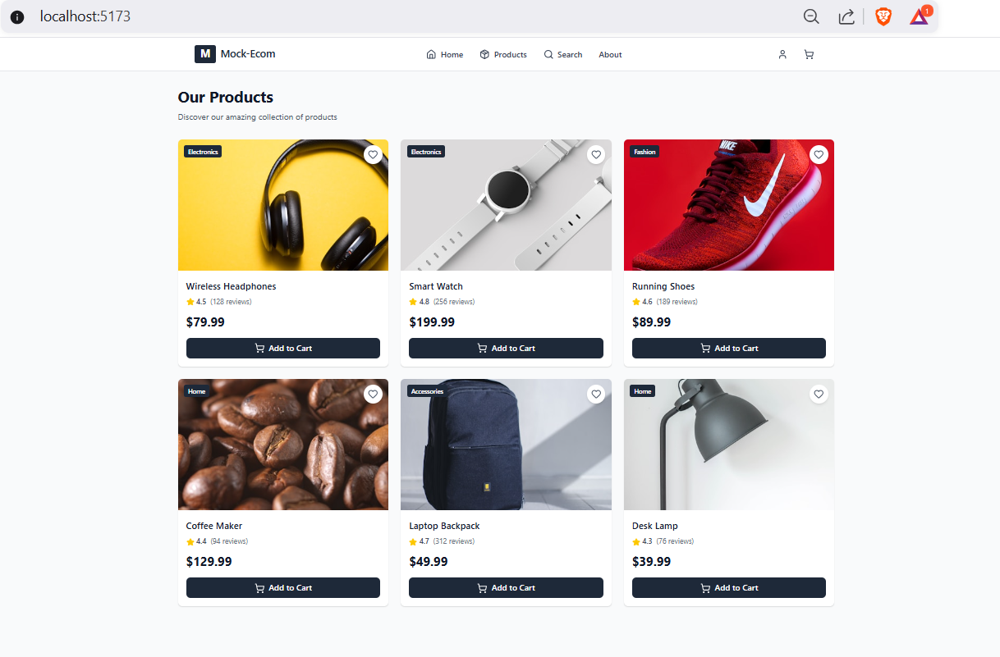 localhost:5173
1
M Mock-Ecom Home Products Search About
Our Products
Discover our amazing collection of products
Electronics Electronics Fashion
NIKE
Wireless Headphones Smart Watch Running Shoes
4.5 (128 reviews) 4.8 (256 reviews) 4.6 (189 reviews)
$79.99 $199.99 $89.99
Add to Cart Add to Cart Add to Cart
Home Accessories Home
Coffee Maker Laptop Backpack Desk Lamp
4.4 (94 reviews) 4.7 (312 reviews) 4.3 (76 reviews)
$129.99 $49.99 $39.99
Add to Cart Add to Cart Add to Cart